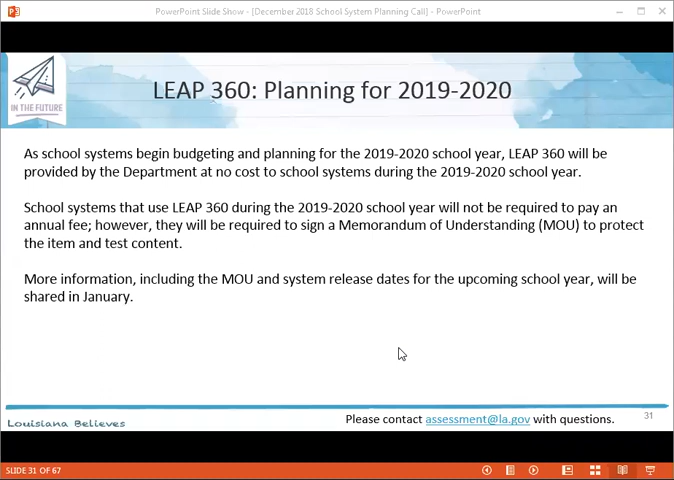 PowerPoint Slide Show - [December 2018 School System Planning Call] - PowerPoint
IN THE FUTURE
LEAP 360: Planning for 2019-2020
As school systems begin budgeting and planning for the 2019-2020 school year, LEAP 360 will be
provided by the Department at no cost to school systems during the 2019-2020 school year.
School systems that use LEAP 360 during the 2019-2020 school year will not be required to pay an
annual fee; however, they will be required to sign a Memorandum of Understanding (MOU) to protect
the item and test content.
More information, including the MOU and system release dates for the upcoming school year, will be
shared in January.
Louisiana Believes
Please contact assessment@la.gov with questions.
31
SLIDE 31 OF 67